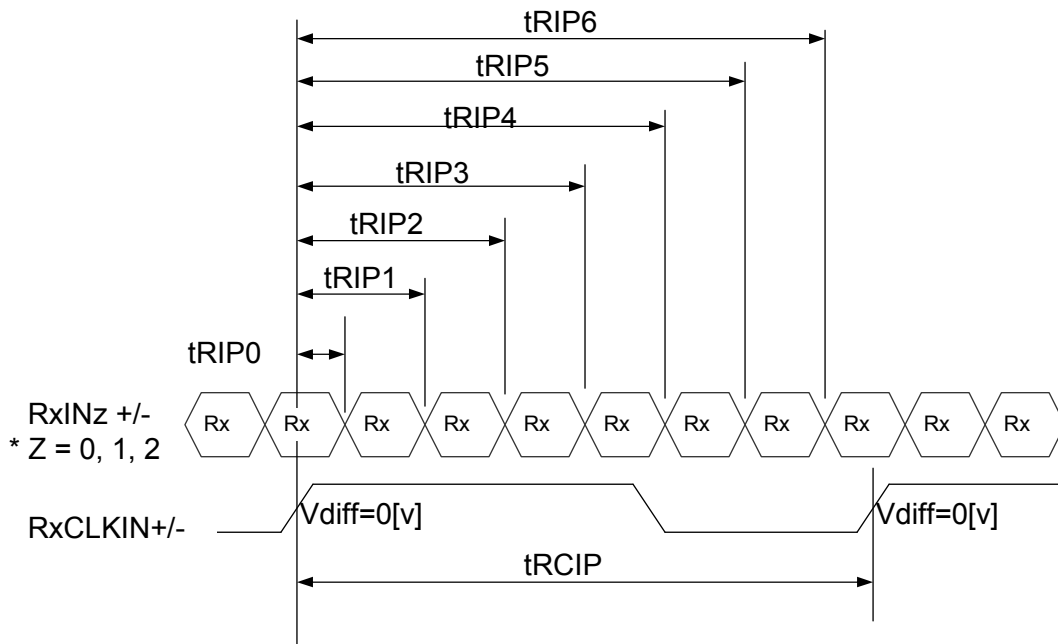 tRIP6
tRIP5
tRIP4
tRIP3
tRIP2
tRIP1
tRIP0
RxINz +/-
* Z = 0, 1, 2
Rx Rx Rx Rx Rx Rx Rx Rx Rx Rx Rx
RxCLKIN+/-
Vdiff=0[v] Vdiff=0[v]
tRCIP